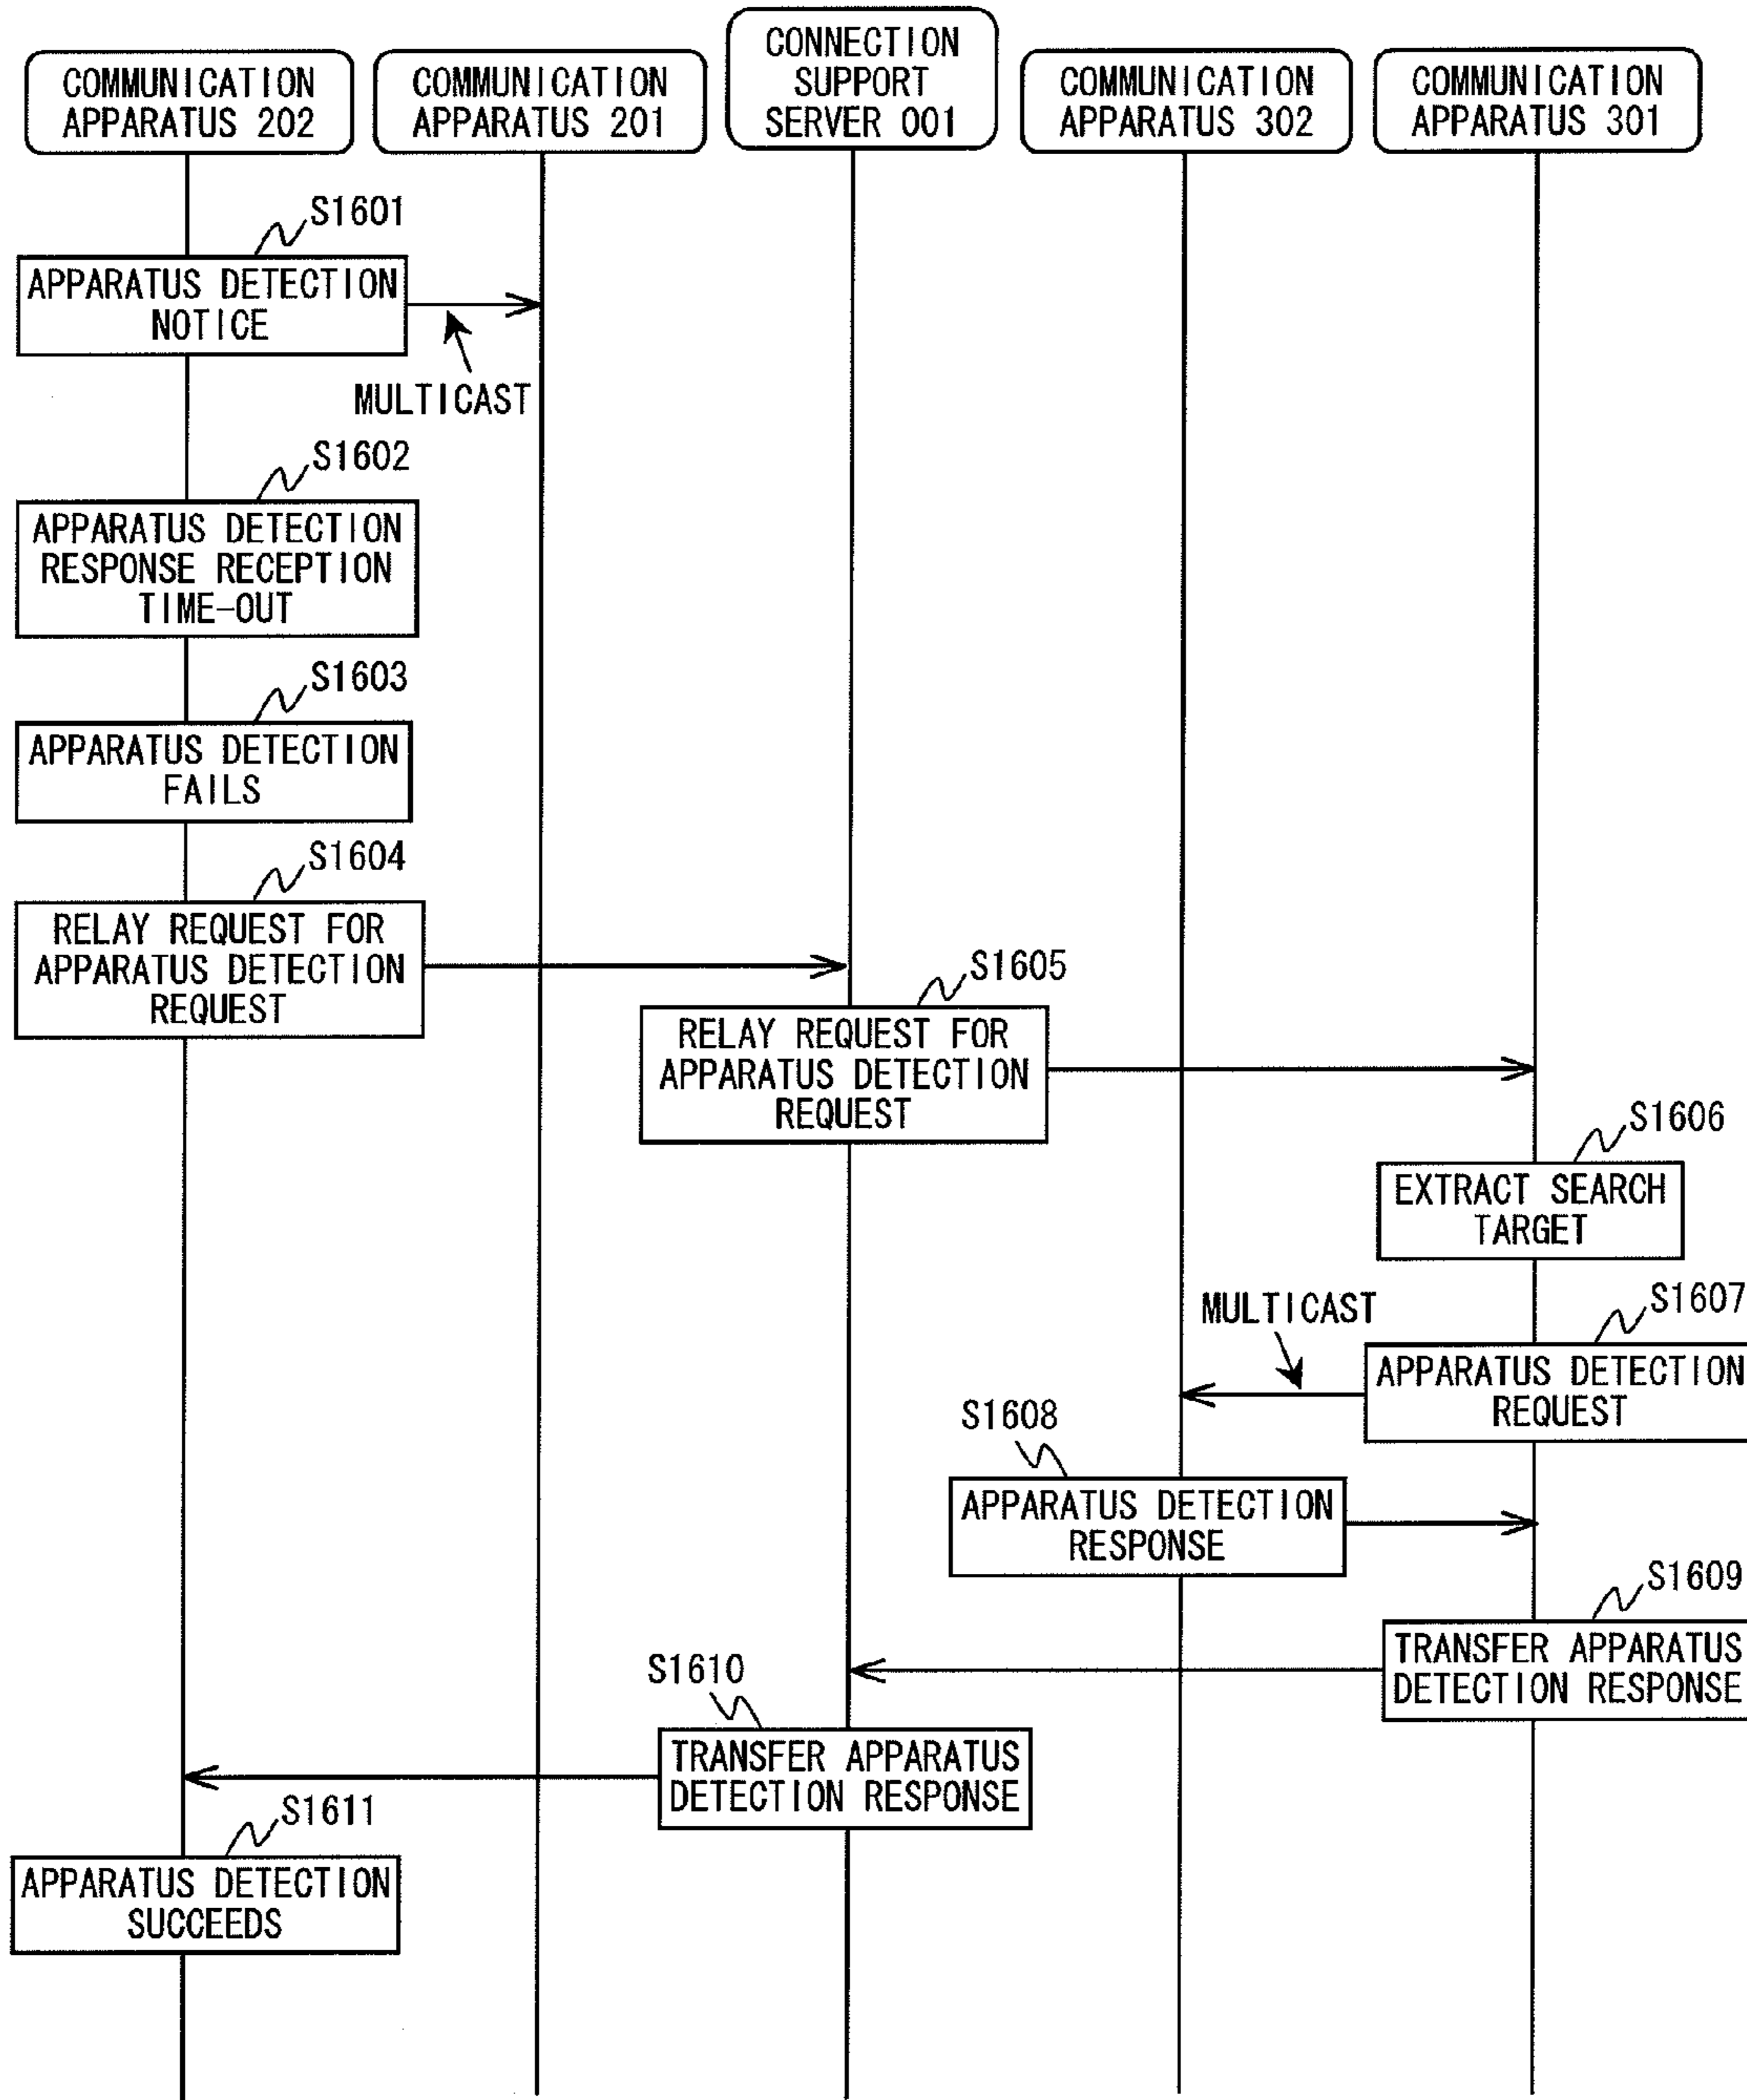 COMMUNICATION
APPARATUS 202
COMMUNICATION
APPARATUS 201
CONNECTION
SUPPORT
SERVER 001
COMMUNICATION
APPARATUS 302
COMMUNICATION
APPARATUS 301
S1601
APPARATUS DETECTION
NOTICE
MULTICAST
S1602
APPARATUS DETECTION
RESPONSE RECEPTION
TIME-OUT
S1603
APPARATUS DETECTION
FAILS
S1604
RELAY REQUEST FOR
APPARATUS DETECTION
REQUEST
S1605
RELAY REQUEST FOR
APPARATUS DETECTION
REQUEST
S1606
EXTRACT SEARCH
TARGET
S1607
MULTICAST
APPARATUS DETECTION
REQUEST
S1608
APPARATUS DETECTION
RESPONSE
S1609
TRANSFER APPARATUS
DETECTION RESPONSE
S1610
TRANSFER APPARATUS
DETECTION RESPONSE
S1611
APPARATUS DETECTION
SUCCEEDS